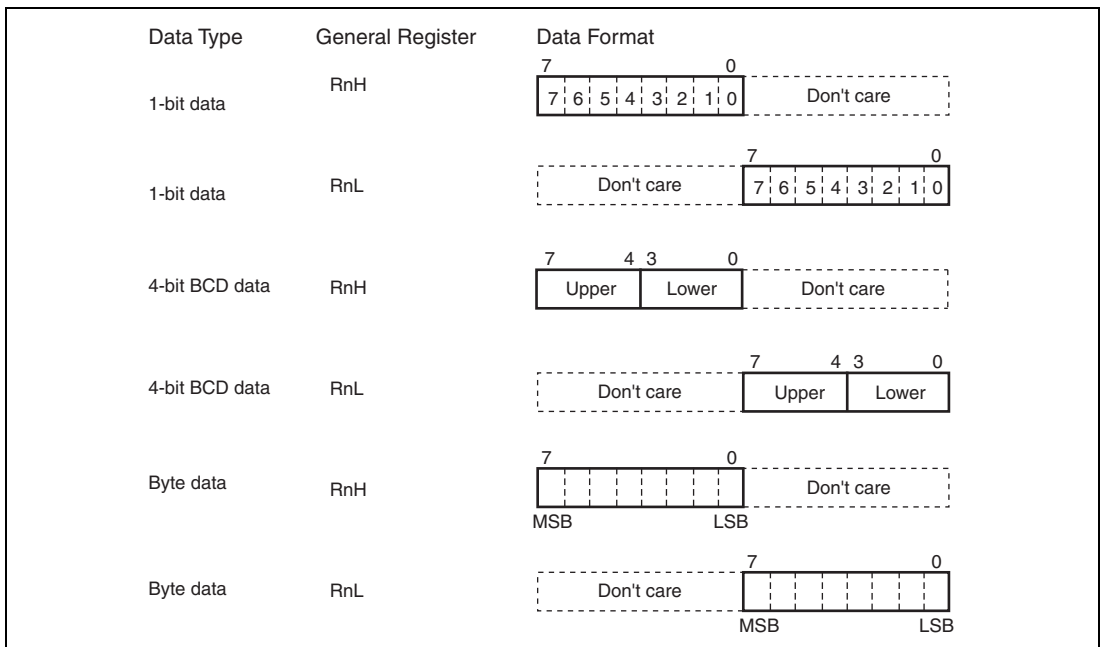 Data Type General Register Data Format
7 0
1-bit data RnH 7 6 5 4 3 2 1 0 Don't care
7 0
1-bit data RnL Don't care 7 6 5 4 3 2 1 0
7 4 3 0
4-bit BCD data RnH Upper Lower Don't care
7 4 3 0
4-bit BCD data RnL Don't care Upper Lower
7 0
Byte data RnH Don't care
MSB LSB
7 0
Byte data RnL Don't care
MSB LSB